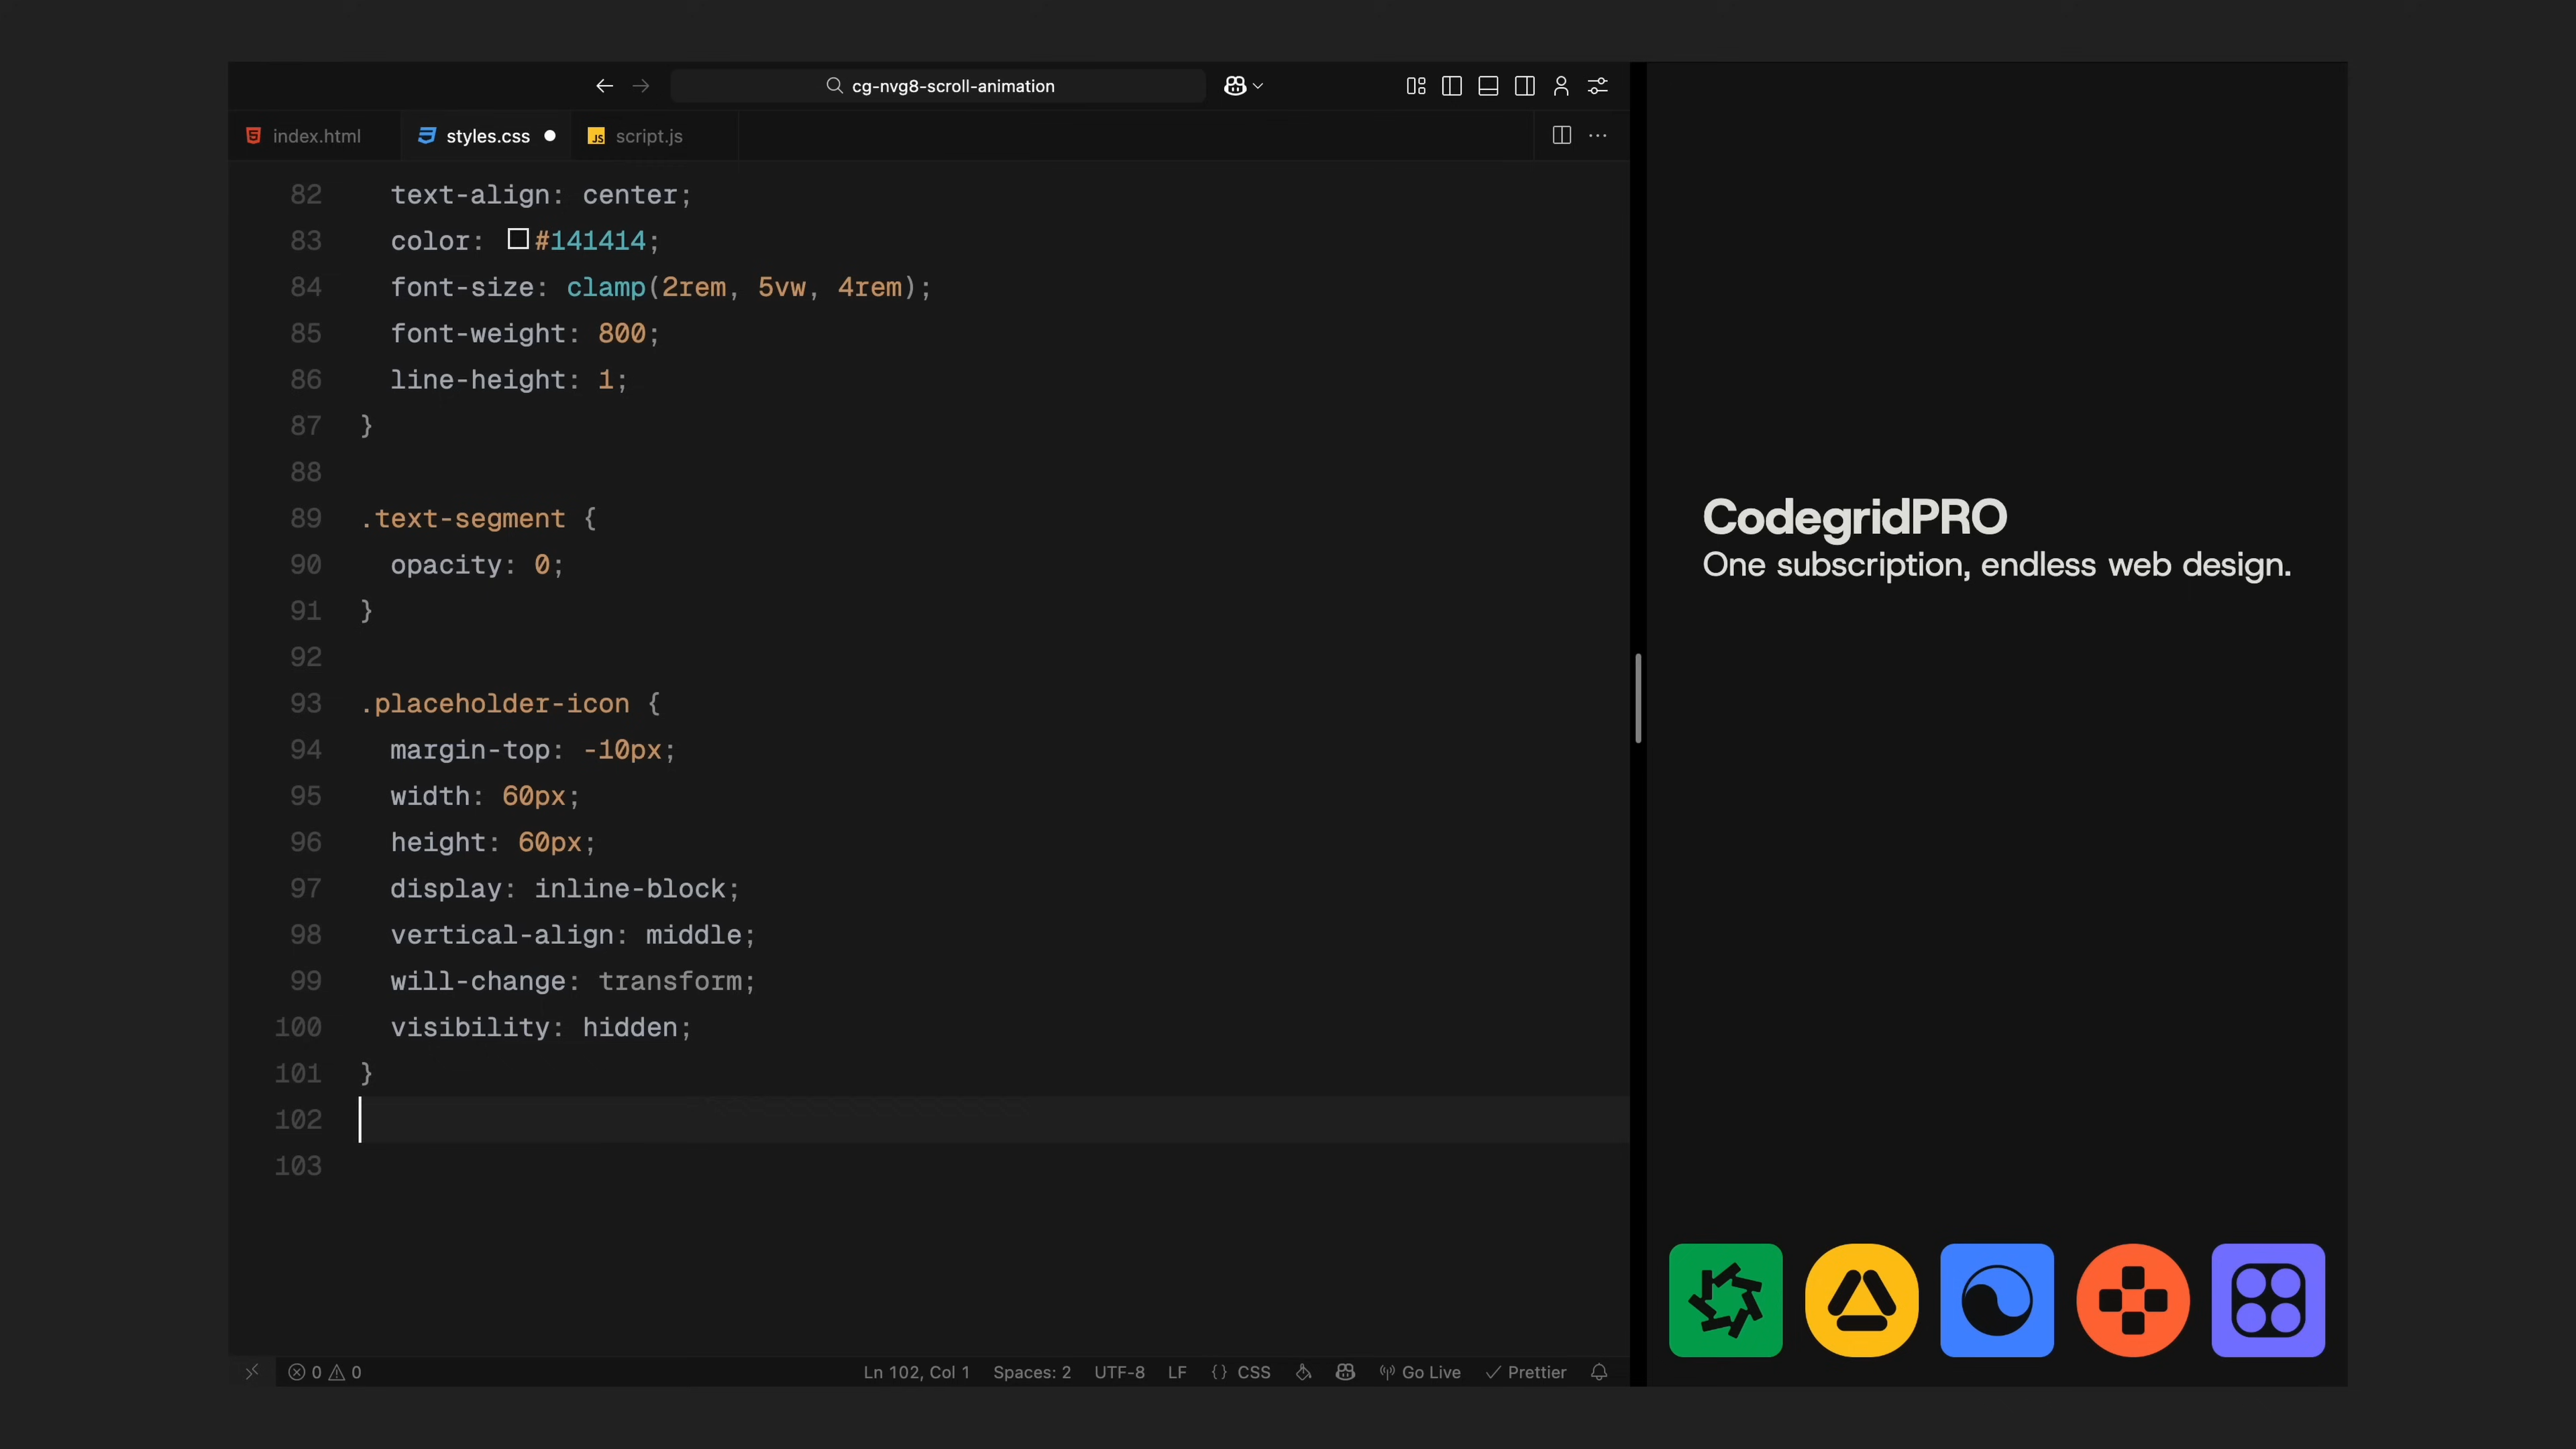 cg-nvg8-scroll-animation
index.html
styles.css
JS script.js
82 text-align: center;
83 color: #141414;
84 font-size: clamp(2rem, 5vw, 4rem);
85 font-weight: 800;
86 line-height: 1;
87 }
88
89 .text-segment {
90 opacity: 0;
91 }
92
93 .placeholder-icon {
94 margin-top: -10px;
95 width: 60px;
96 height: 60px;
97 display: inline-block;
98 vertical-align: middle;
99 will-change: transform;
100 visibility: hidden;
101 }
102
103
CodegridPRO
One subscription, endless web design.
0 0 Ln 102, Col 1 Spaces: 2 UTF-8 LF {} CSS Go Live Prettier